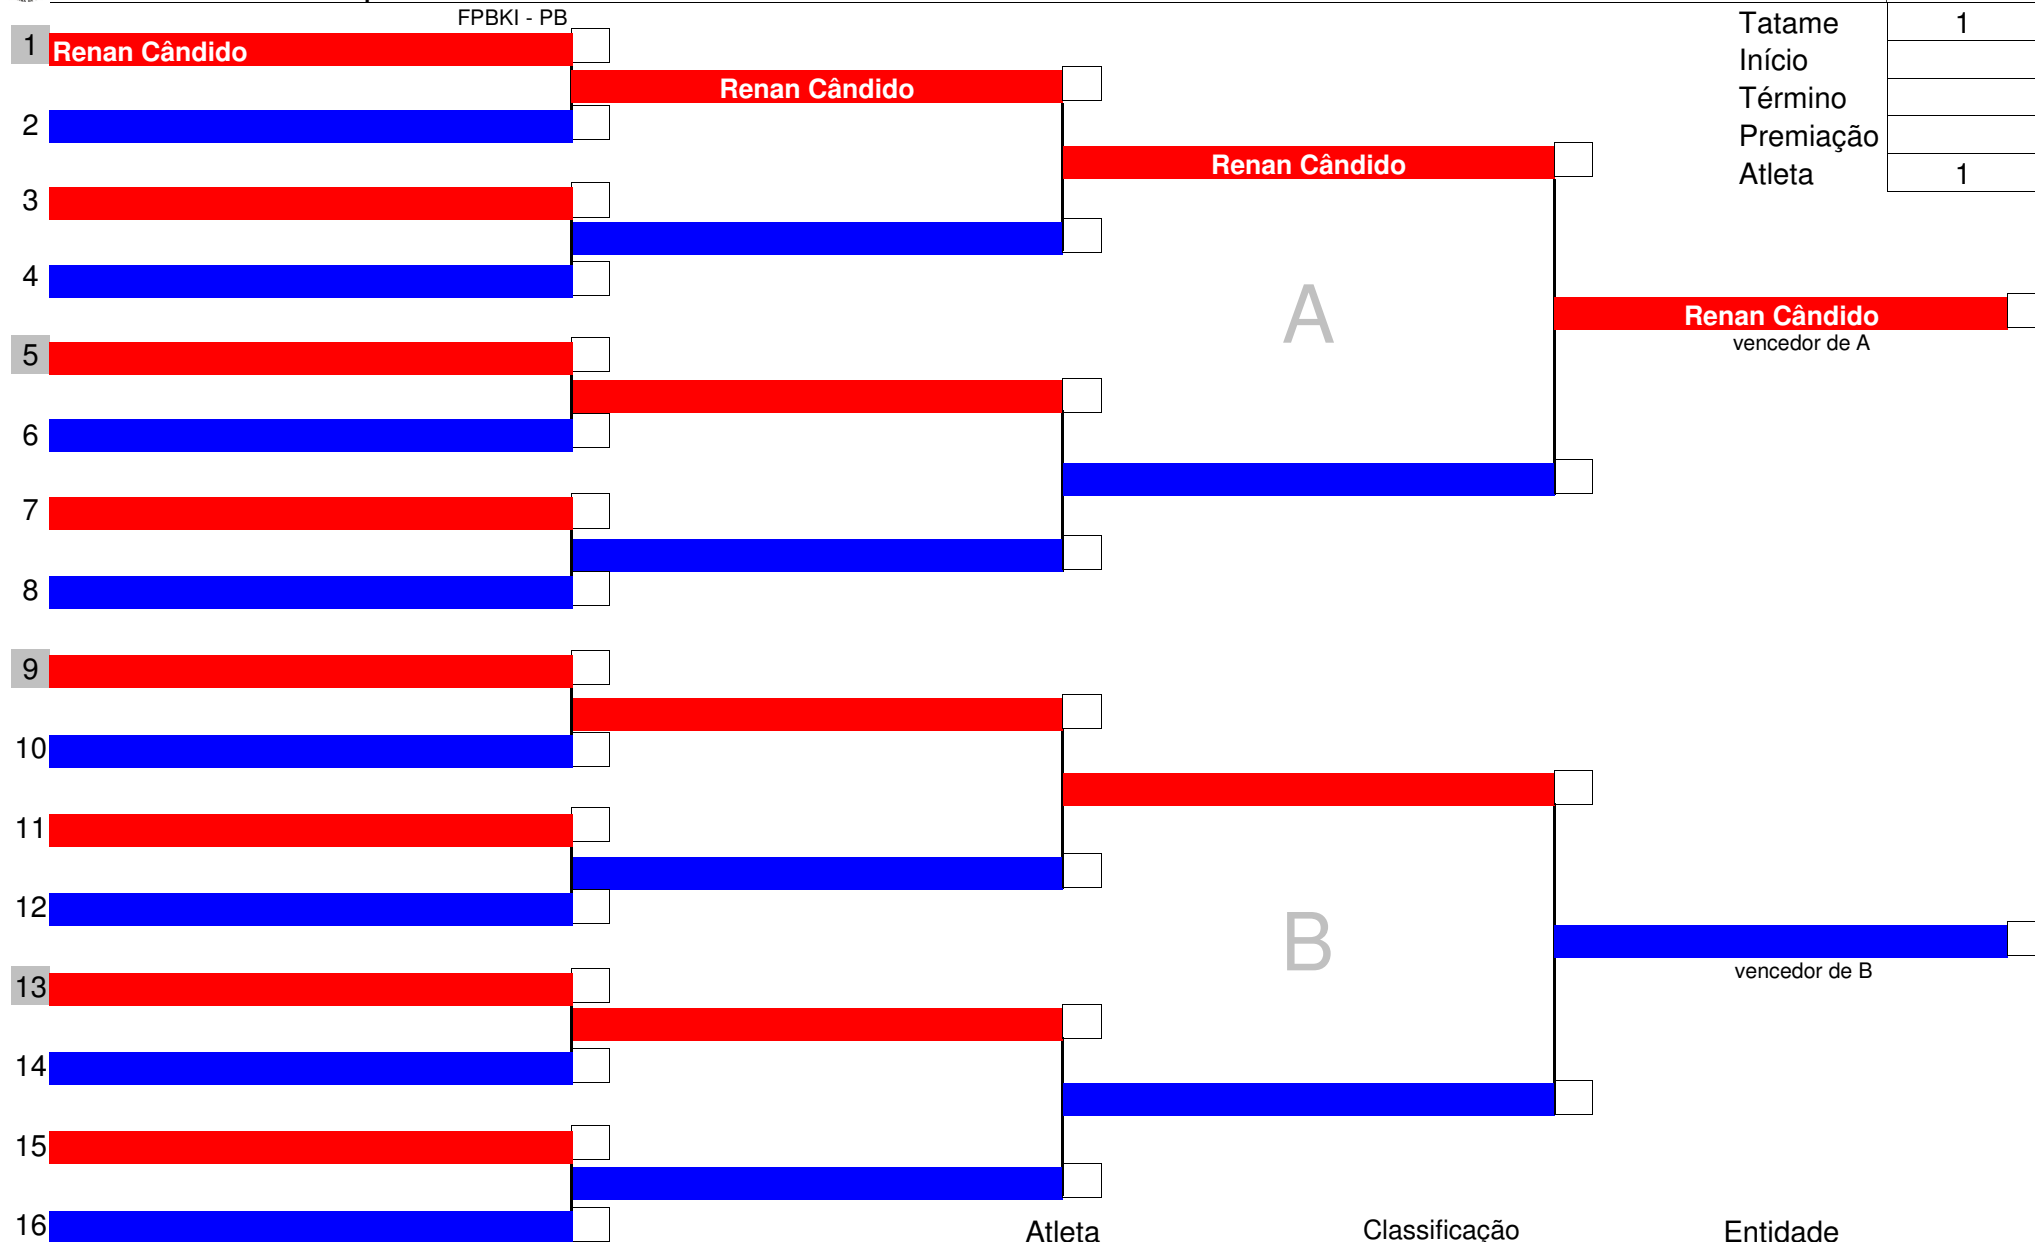 FPBKI - PB
Tatame 1
1 Renan Cândido
Início
Renan Cândido
Término
2
Premiação
Renan Cândido
Atleta 1
3
4
A
Renan Cândido
vencedor de A
5
6
7
8
9
10
11
12
B
vencedor de B
13
14
15
16
Atleta Classificação Entidade